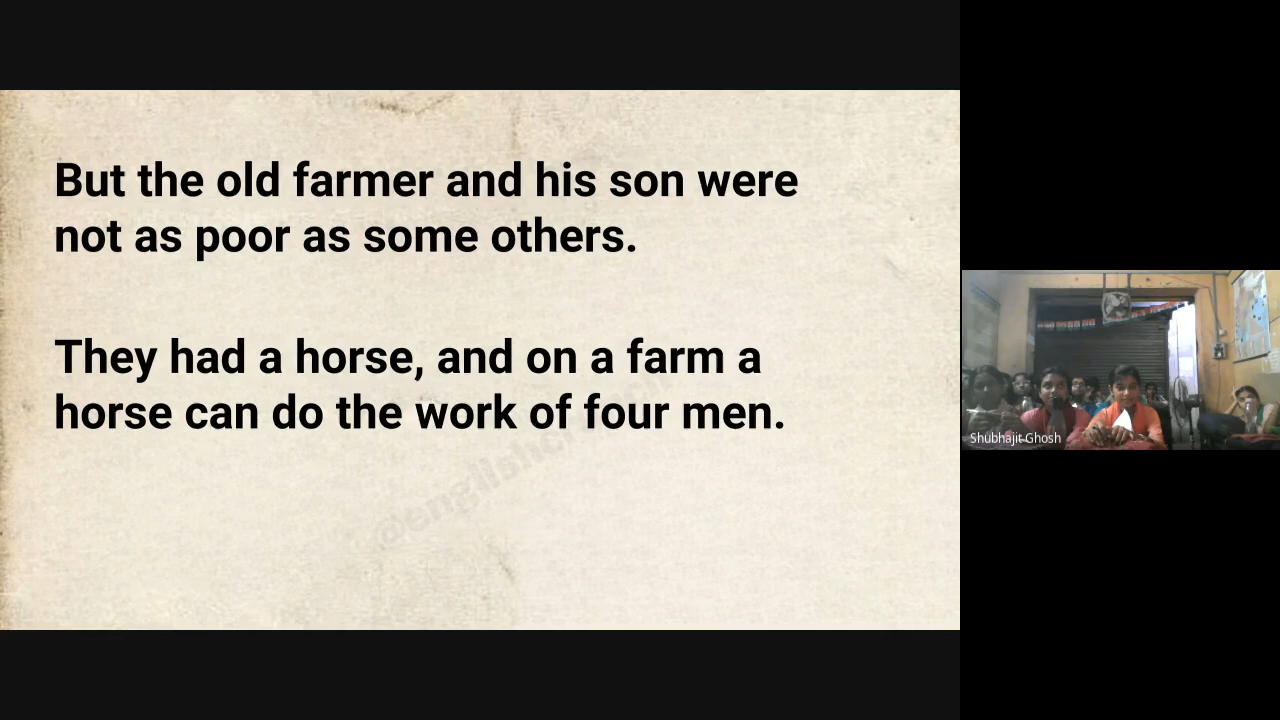 But the old farmer and his son were
not as poor as some others.
They had a horse, and on a farm a
horse can do the work of four men.
Shubhajit Ghosh